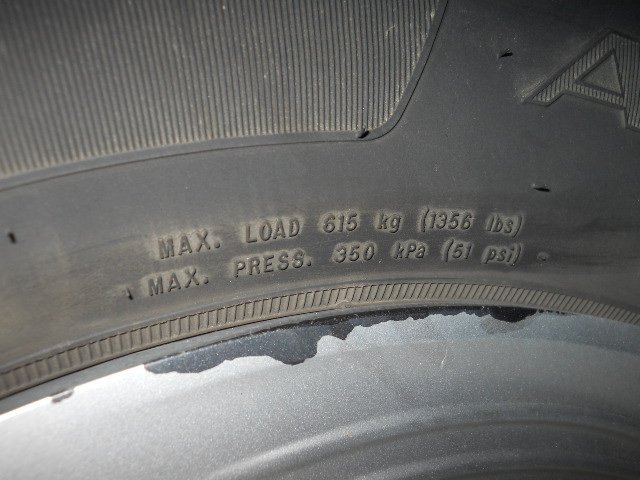 MAX. LOAD 615 kg (1356 lbs)
MAX. PRESS. 350 kPa (51 psi)
A